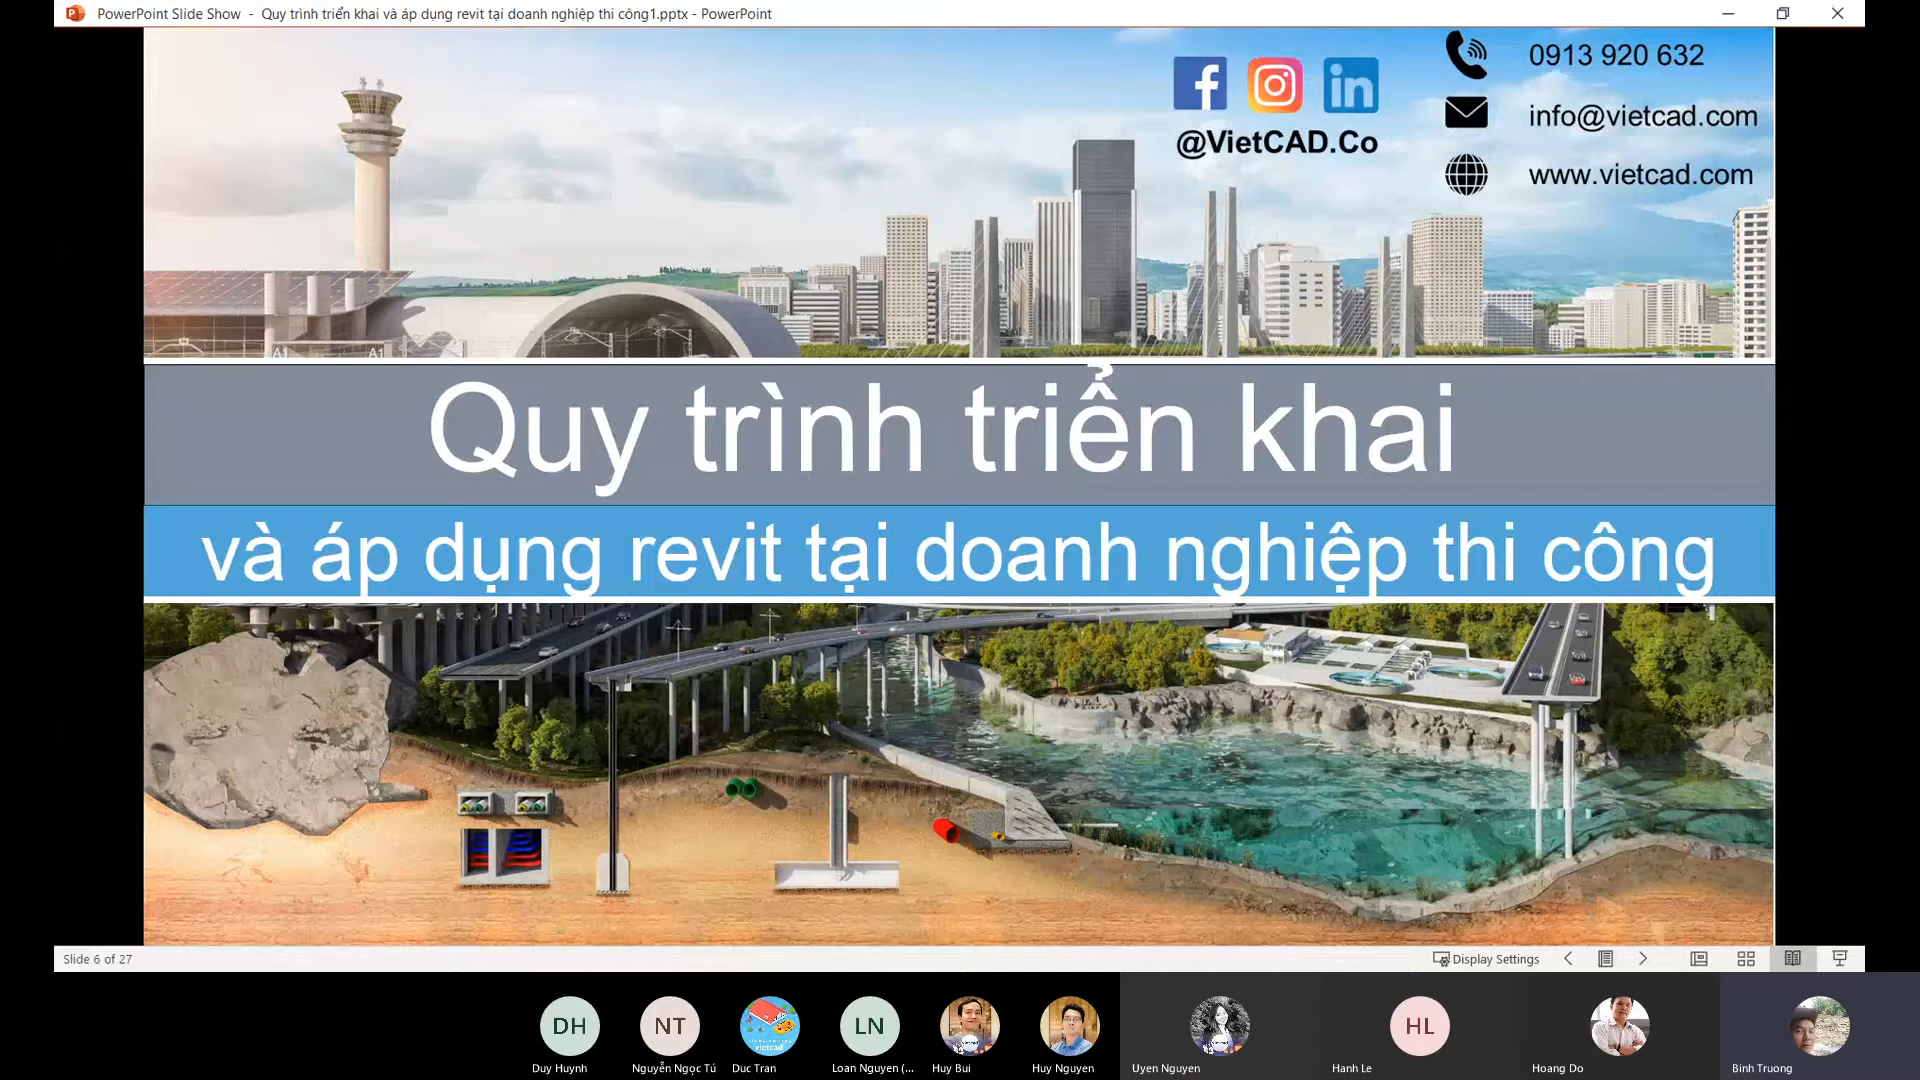 PowerPoint Slide Show - Quy trình triển khai và áp dụng revit tại doanh nghiệp thi công1.pptx - PowerPoint
0913 920 632
info@vietcad.com
@VietCAD.Co
www.vietcad.com
A1 A1
Quy trình triển khai
và áp dụng revit tại doanh nghiệp thi công
Slide 6 of 27
Display Settings
DH NT vietcad LN HL
Duy Huynh Nguyễn Ngọc Tú Duc Tran Loan Nguyen (... Huy Bui Huy Nguyen Uyen Nguyen Hanh Le Hoang Do Binh Truong